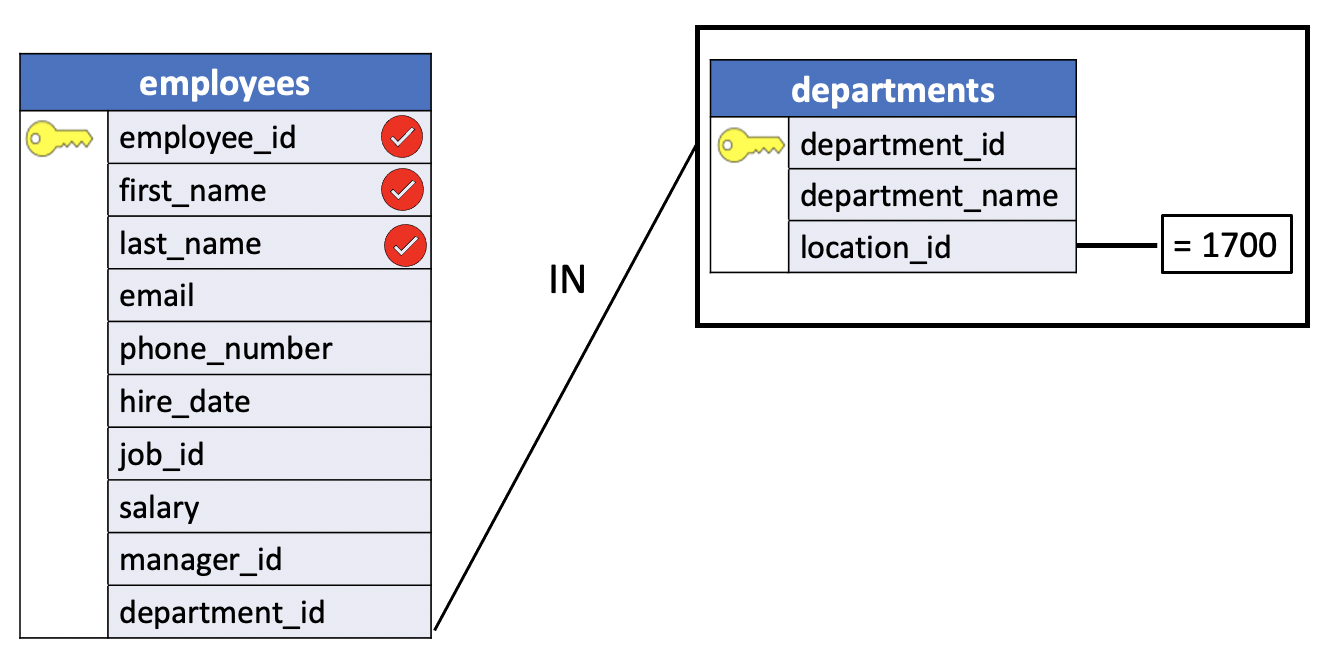 employees
employee_id
first_name
last_name
email
phone_number
hire_date
job_id
salary
manager_id
department_id
IN
departments
department_id
department_name
location_id
= 1700